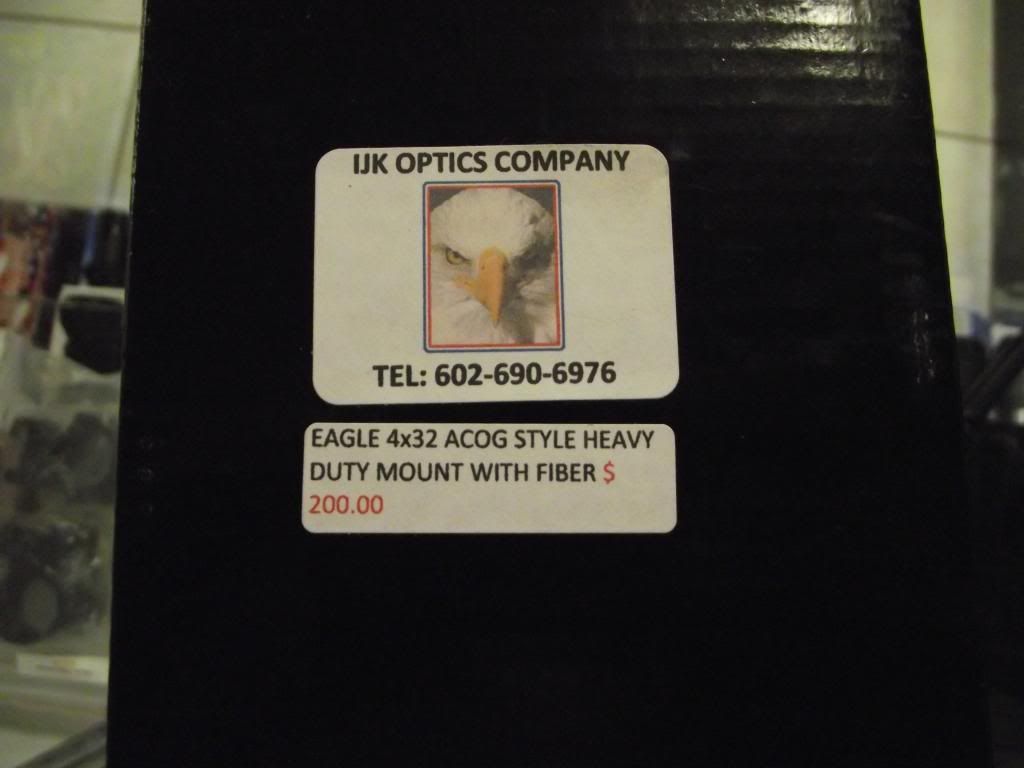 IJK OPTICS COMPANY
TEL: 602-690-6976
EAGLE 4x32 ACOG STYLE HEAVY
DUTY MOUNT WITH FIBER $
200.00